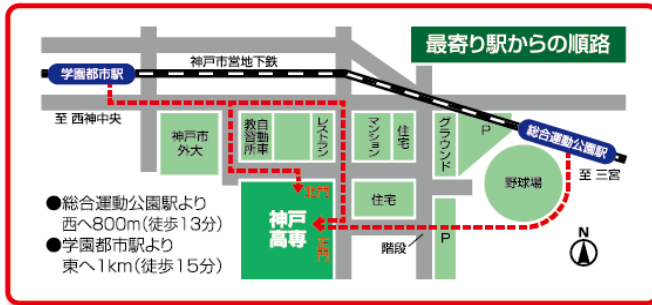 最寄り駅からの順路
神戸市営地下鉄
学園都市駅
至 西神中央
神戸市
外大
自動車
教習所
レストラン
マンション
住宅
グラウンド
P
総合運動公園駅
至 三宮
野球場
住宅
北門
神戸
高専
正門
階段
P
N
●総合運動公園駅より
西へ800m(徒歩13分)
●学園都市駅より
東へ1km(徒歩15分)